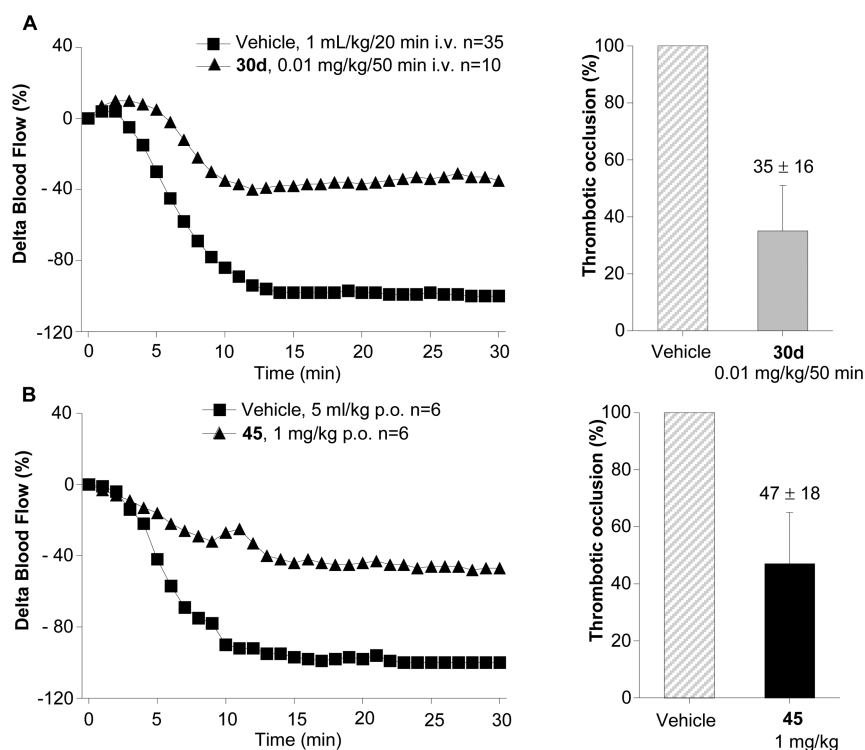 A
Delta Blood Flow (%)
40
0
- 40
-80
-120
Vehicle, 1 mL/kg/20 min i.v. n=35
30d, 0.01 mg/kg/50 min i.v. n=10
0
5
10
15
20
25
30
Time (min)
Thrombotic occlusion (%)
100
80
60
40
20
0
35 ± 16
Vehicle
30d
0.01 mg/kg/50 min
B
Delta Blood Flow (%)
40
0
- 40
- 80
-120
Vehicle, 5 ml/kg p.o. n=6
45, 1 mg/kg p.o. n=6
0
5
10
15
20
25
30
Time (min)
Thrombotic occlusion (%)
100
80
60
40
20
0
47 ± 18
Vehicle
45
1 mg/kg